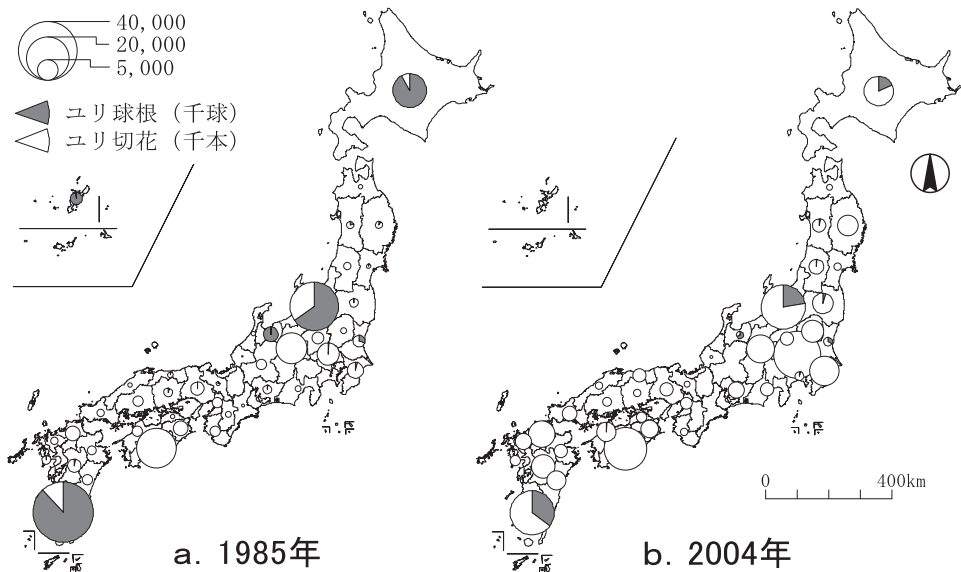 40,000
20,000
5,000
ユリ球根（千球）
ユリ切花（千本）
0 400km
a. 1985年
b. 2004年